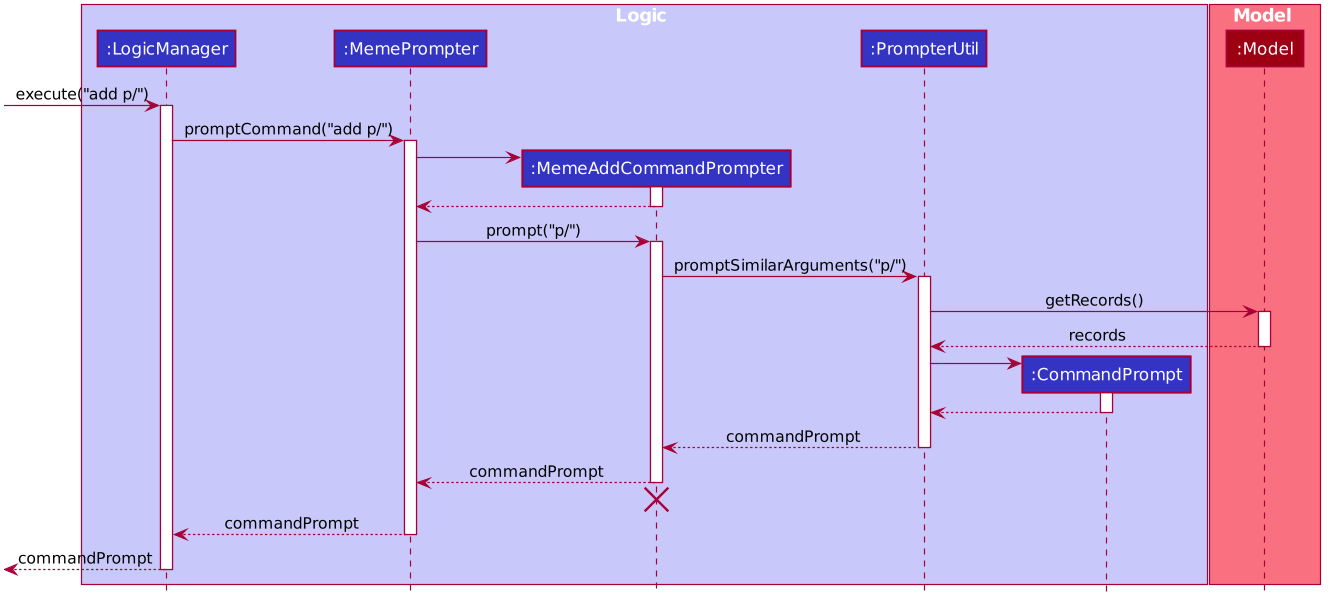 Logic
Model
:LogicManager
:MemePrompter
:PrompterUtil
:Model
execute("add p/")
promptCommand("add p/")
:MemeAddCommandPrompter
prompt("p/")
promptSimilarArguments("p/")
getRecords()
records
:CommandPrompt
commandPrompt
commandPrompt
commandPrompt
commandPrompt